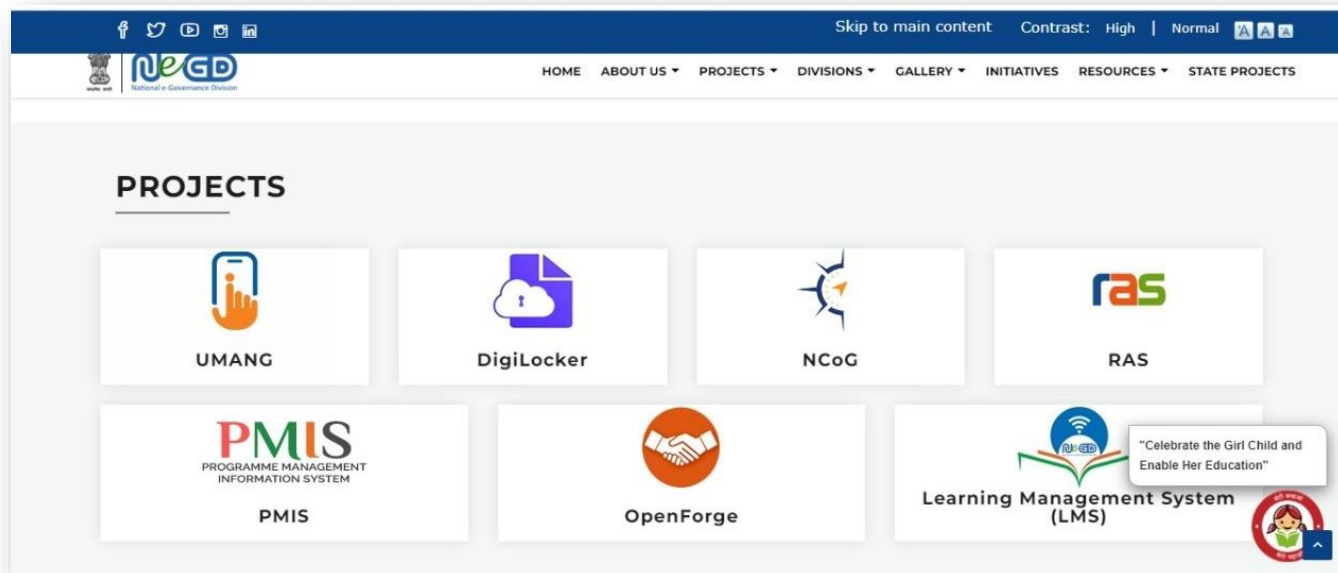 Skip to main content Contrast: High | Normal A A A
NeGD
National e-Governance Division
HOME ABOUT US PROJECTS DIVISIONS GALLERY INITIATIVES RESOURCES STATE PROJECTS
PROJECTS
ras
UMANG DigiLocker NCoG RAS
PMIS
PROGRAMME MANAGEMENT
INFORMATION SYSTEM
NeGD
"Celebrate the Girl Child and
Enable Her Education"
PMIS OpenForge Learning Management System
(LMS)